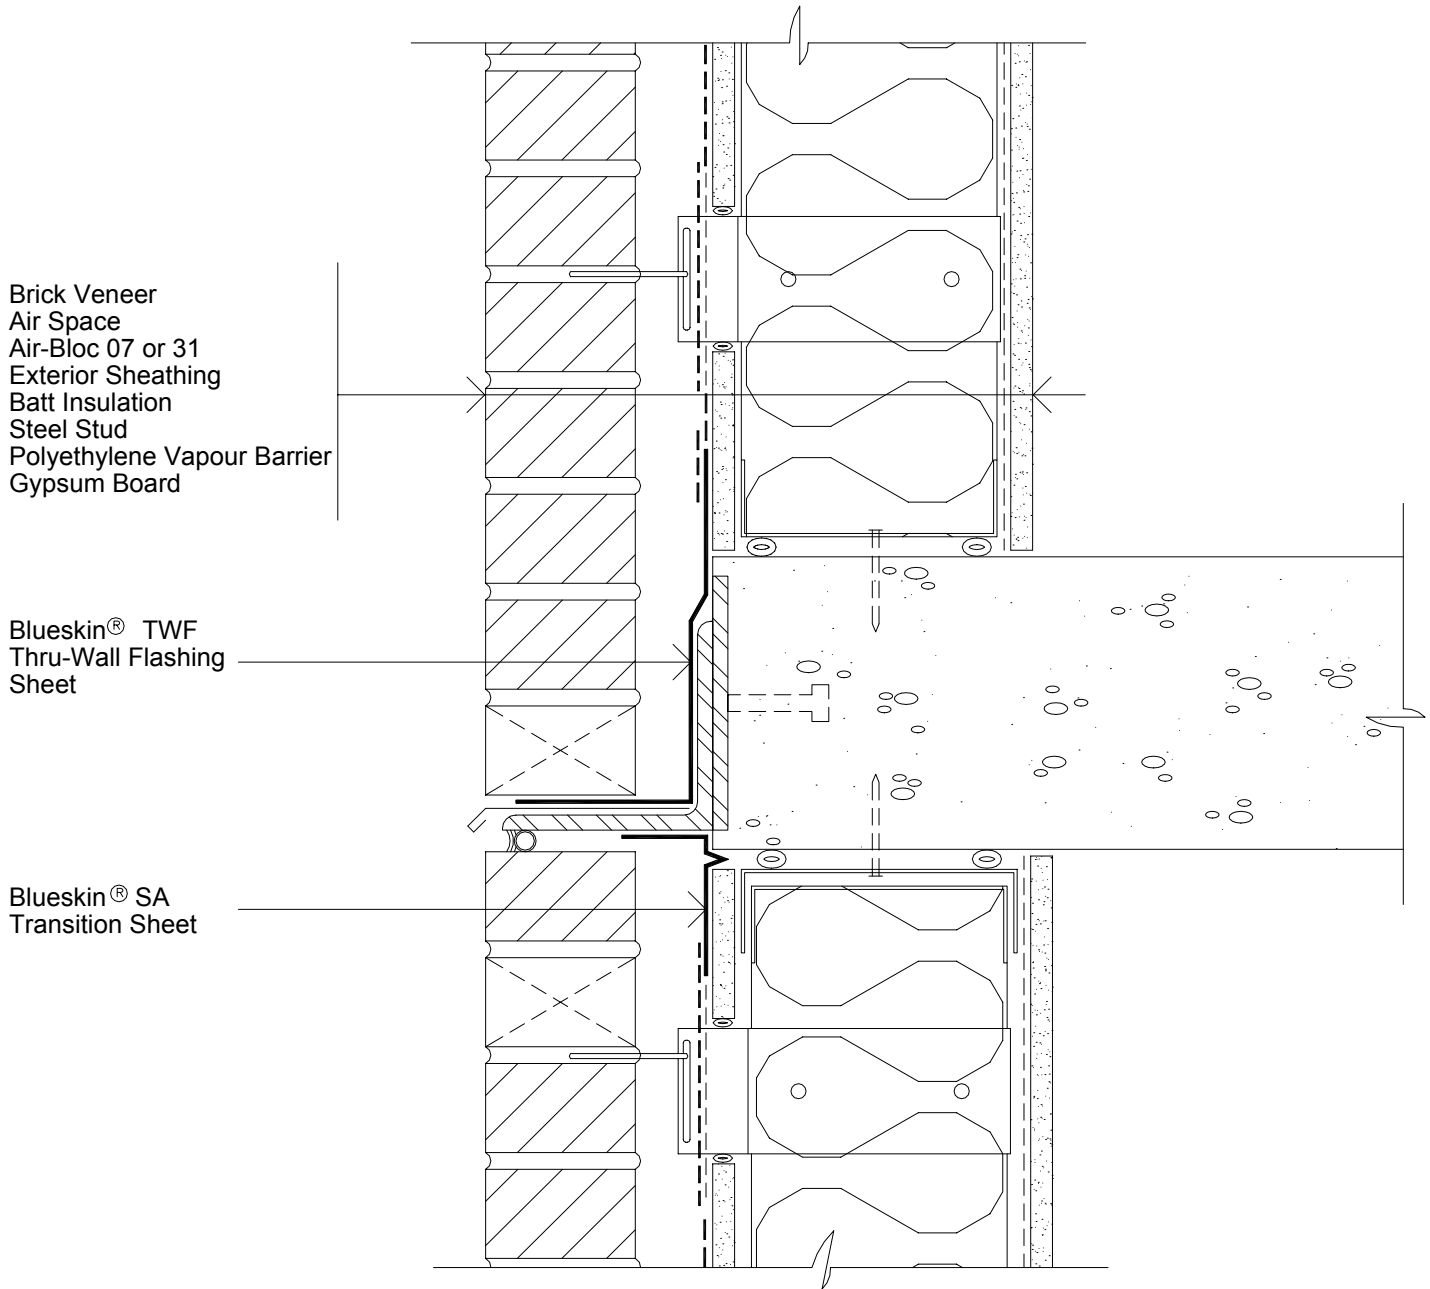 Brick Veneer
Air Space
Air-Bloc 07 or 31
Exterior Sheathing
Batt Insulation
Steel Stud
Polyethylene Vapour Barrier
Gypsum Board
Blueskin® TWF
Thru-Wall Flashing
Sheet
Blueskin® SA
Transition Sheet